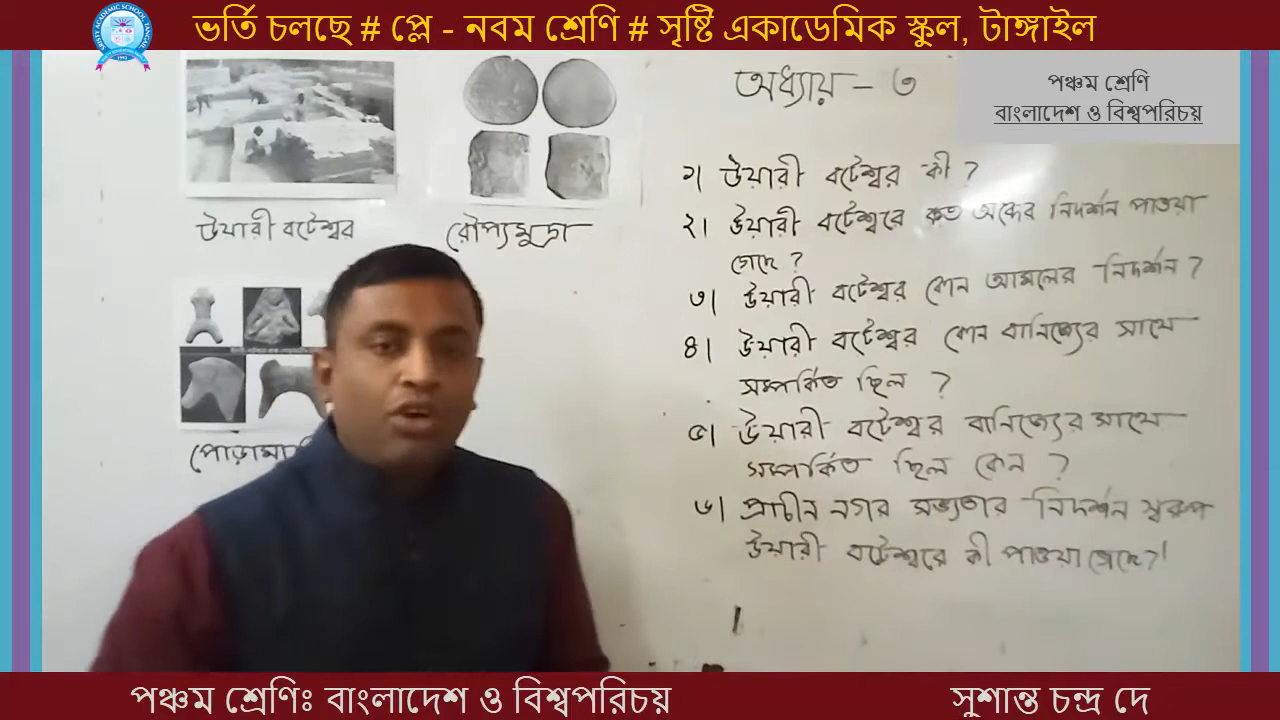 ভর্তি চলছে # প্লে - নবম শ্রেণি # সৃষ্টি একাডেমিক স্কুল, টাঙ্গাইল
পঞ্চম শ্রেণি
বাংলাদেশ ও বিশ্বপরিচয়
অধ্যায় - ৩
উয়ারী বটেশ্বর
রৌপ্যমুদ্রা
পোড়ামা
১। উয়ারী বটেশ্বর কী ?
২। উয়ারী বটেশ্বরে কত অব্দের নিদর্শন পাওয়া
গেছে ?
৩। উয়ারী বটেশ্বর কোন আমলের নিদর্শন ?
৪। উয়ারী বটেশ্বর কোন বানিজ্যের সাথে
সম্পর্কিত ছিল ?
৫। উয়ারী বটেশ্বর বানিজ্যের সাথে
সম্পর্কিত ছিল কেন ?
৬। প্রাচীন নগর সভ্যতার নিদর্শন স্বরূপ
উয়ারী বটেশ্বরে কী পাওয়া গেছে ?
পঞ্চম শ্রেণিঃ বাংলাদেশ ও বিশ্বপরিচয়
সুশান্ত চন্দ্র দে